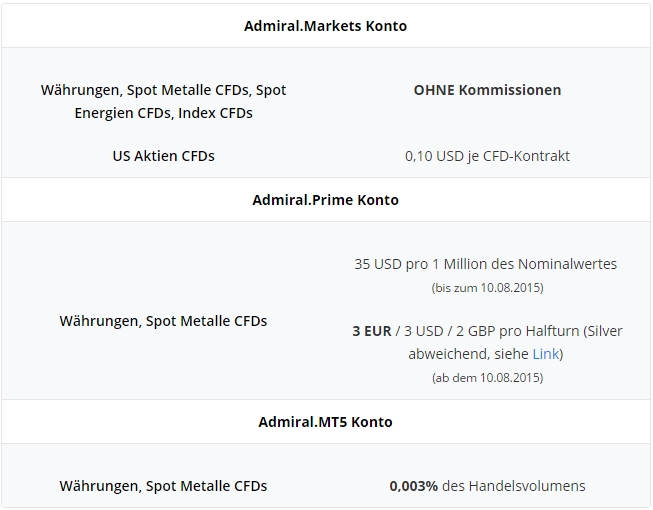 Admiral.Markets Konto
Währungen, Spot Metalle CFDs, Spot
Energien CFDs, Index CFDs
OHNE Kommissionen
US Aktien CFDs
0,10 USD je CFD-Kontrakt
Admiral.Prime Konto
Währungen, Spot Metalle CFDs
35 USD pro 1 Million des Nominalwertes
(bis zum 10.08.2015)
3 EUR / 3 USD / 2 GBP pro Halfturn (Silver
abweichend, siehe Link)
(ab dem 10.08.2015)
Admiral.MT5 Konto
Währungen, Spot Metalle CFDs
0,003% des Handelsvolumens